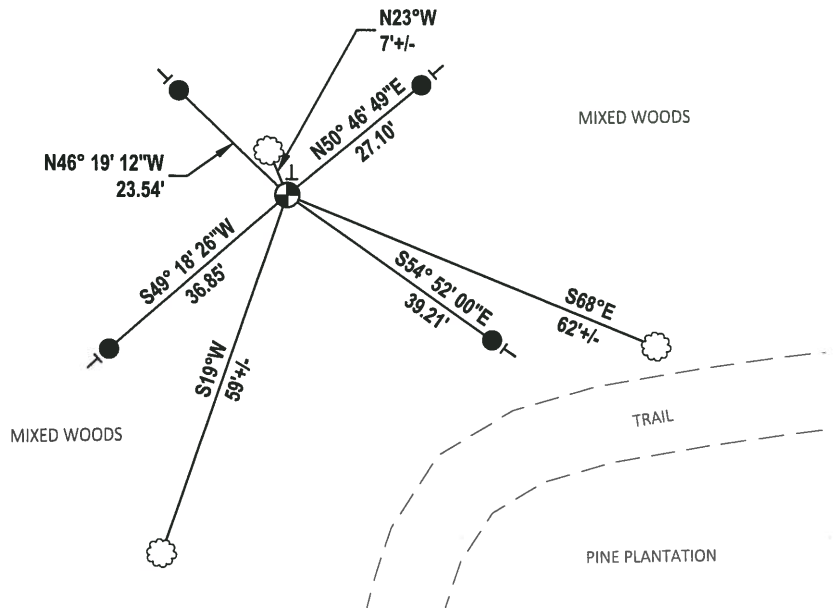 N23°W
7'+/-
N50° 46' 49"E
27.10'
MIXED WOODS
N46° 19' 12"W
23.54'
S49° 18' 26"W
36.85'
S54° 52' 00"E
39.21'
S68°E
62'+/-
S19°W
59'+/-
MIXED WOODS
TRAIL
PINE PLANTATION